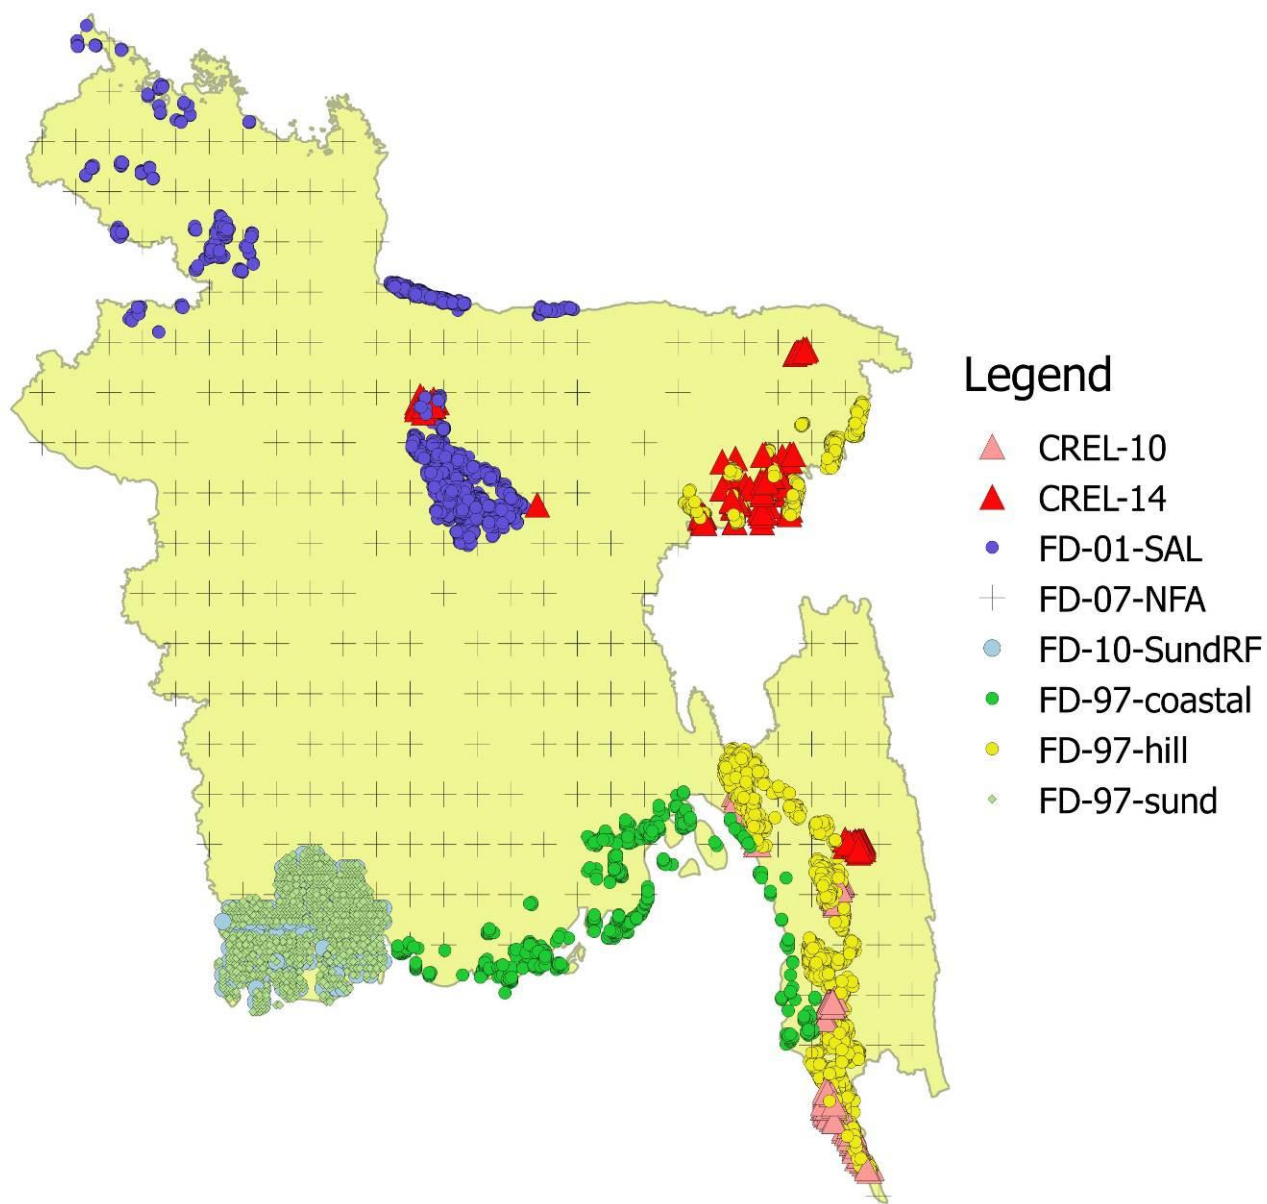 Legend
CREL-10
CREL-14
FD-01-SAL
FD-07-NFA
FD-10-SundRF
FD-97-coastal
FD-97-hill
FD-97-sund